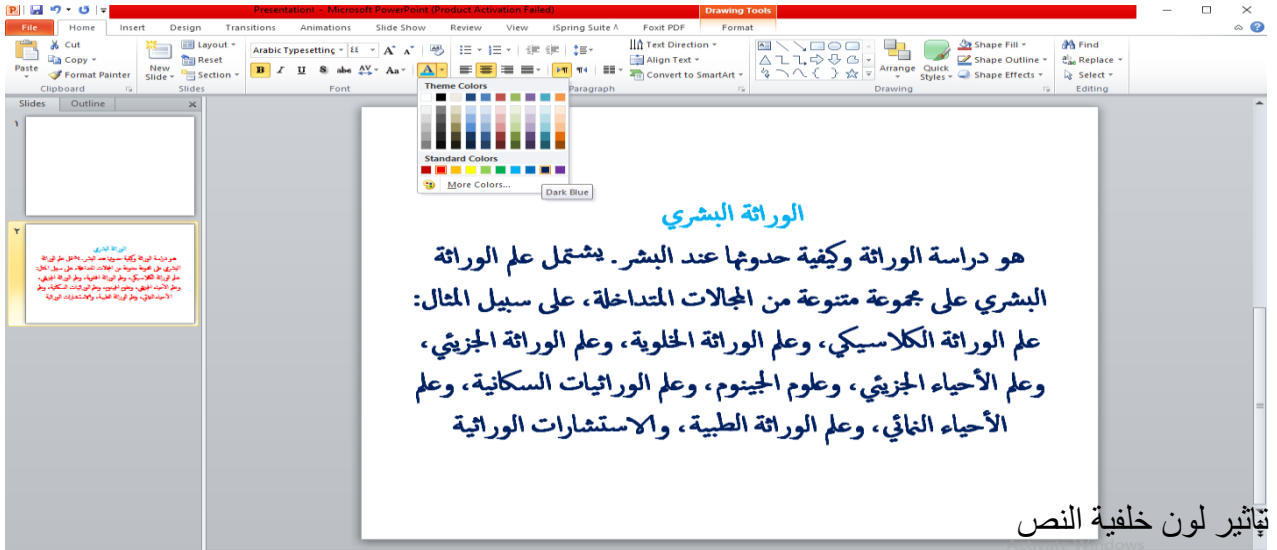 Presentation1 - Microsoft PowerPoint (Product Activation Failed)
Drawing Tools
File Home Insert Design Transitions Animations Slide Show Review View iSpring Suite Foxit PDF Format
Cut Layout Text Direction Shape Fill Find
Copy Reset Align Text Shape Outline Replace
Paste Format Painter New Slide Section Convert to SmartArt Arrange Quick Styles Shape Effects Select
Arabic Typesetting
Clipboard Slides Font Paragraph Drawing Editing
Slides Outline
Theme Colors
Standard Colors
More Colors...
Dark Blue
الوراثة البشري
هو دراسة الوراثة وكيفية حدوثها عند البشر. يشتمل علم الوراثة
البشري على مجموعة متنوعة من المجالات المتداخلة، على سبيل المثال:
علم الوراثة الكلاسيكي، وعلم الوراثة الخلوية، وعلم الوراثة الجزيئي،
وعلم الأحياء الجزيئي، وعلوم الجينوم، وعلم الوراثيات السكانية، وعلم
الأحياء النمائي، وعلم الوراثة الطبية، والاستشارات الوراثية
لون خلفية النص